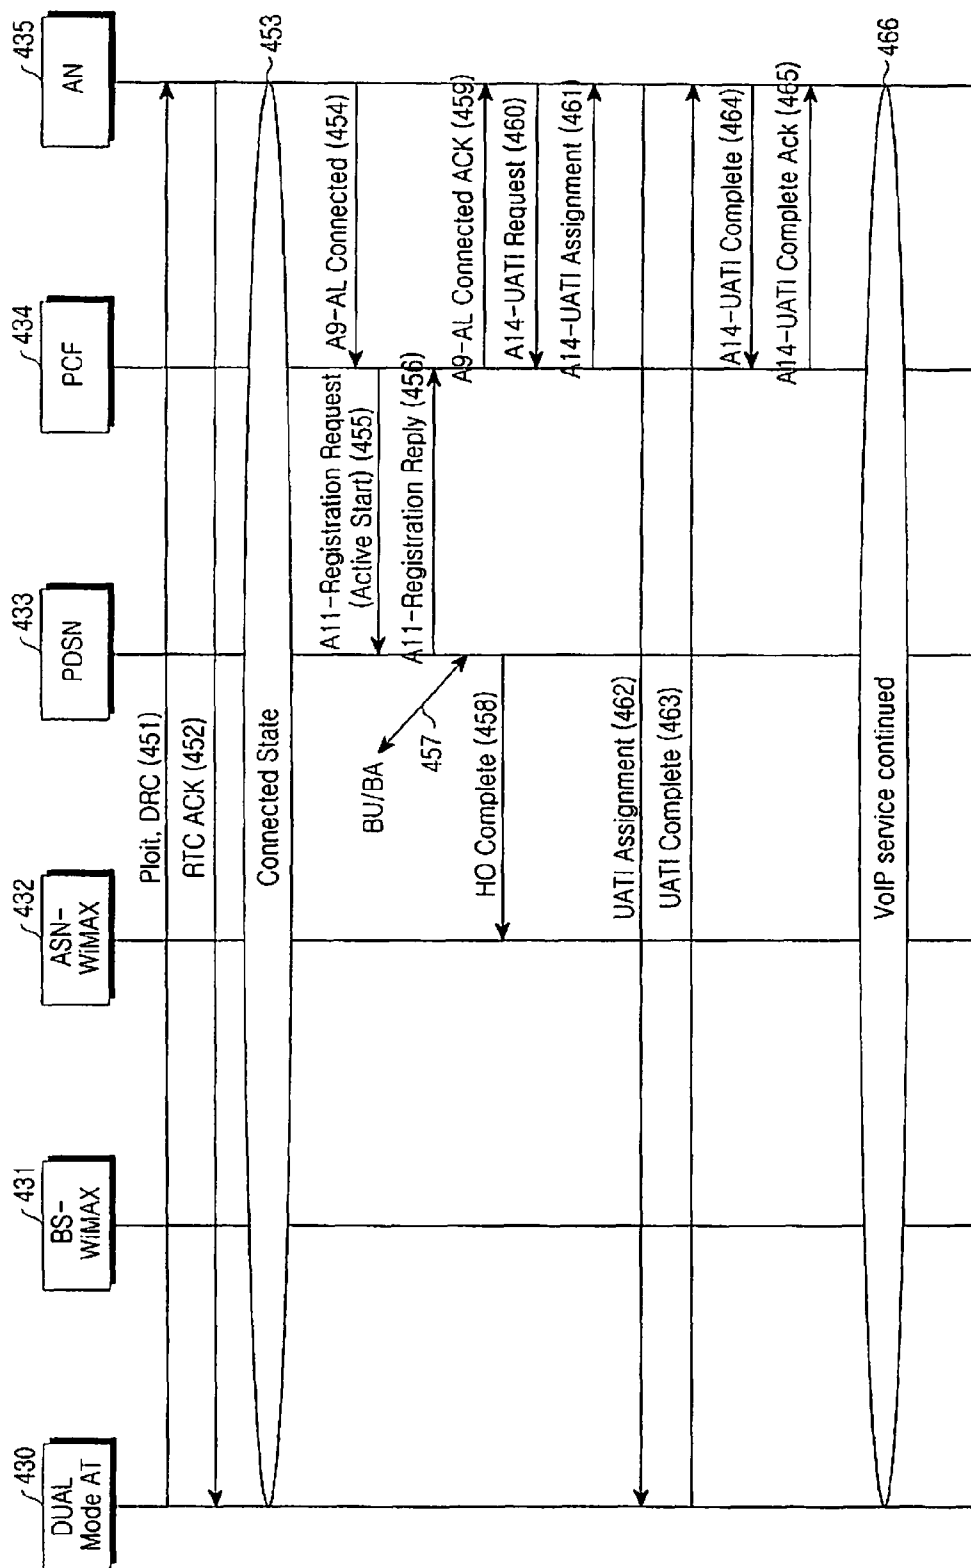 430
DUAL
Mode AT
431
BS-
WiMAX
432
ASN-
WiMAX
433
PDSN
434
PCF
435
AN
Ploit, DRC (451)
RTC ACK (452)
Connected State
453
A9-AL Connected (454)
A11-Registration Request
(Active Start) (455)
A11-Registration Reply (456)
BU/BA
457
A9-AL Connected ACK (459)
HO Complete (458)
A14-UATI Request (460)
A14-UATI Assignment (461)
UATI Assignment (462)
UATI Complete (463)
A14-UATI Complete (464)
A14-UATI Complete Ack (465)
VoIP service continued
466